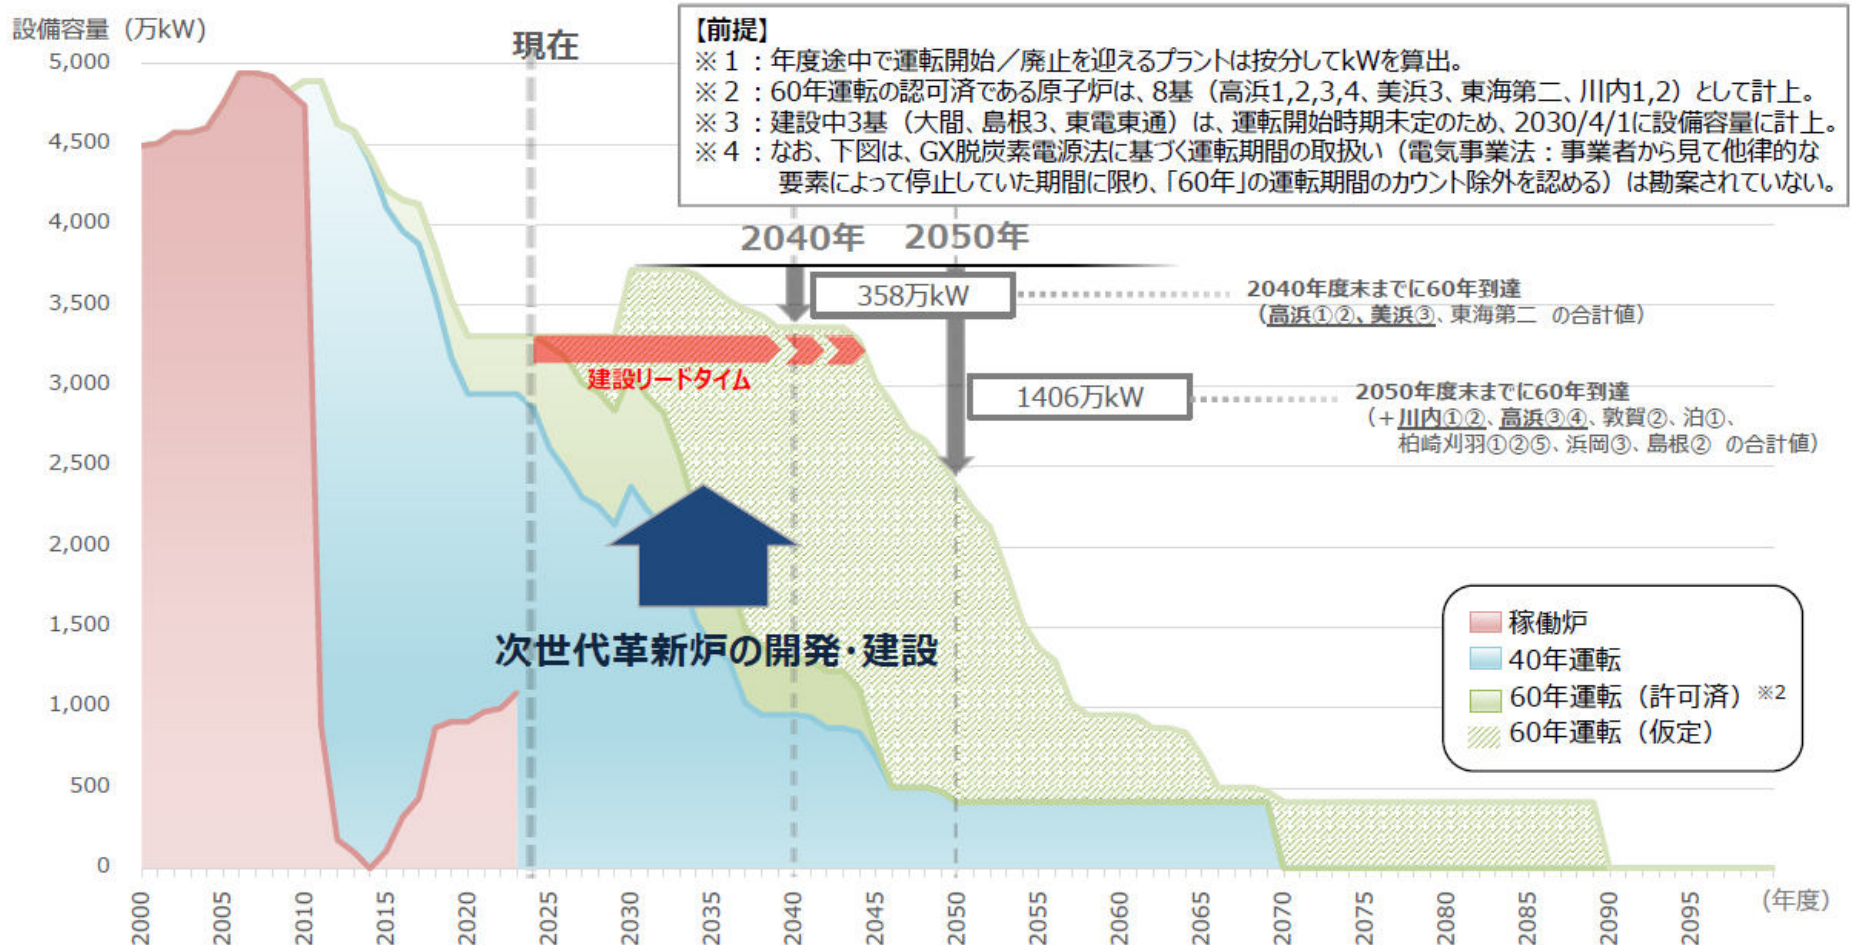 設備容量 (万kW)
5,000
4,500
4,000
3,500
3,000
2,500
2,000
1,500
1,000
500
0
現在
【前提】
※1：年度途中で運転開始／廃止を迎えるプラントは按分してkWを算出。
※2：60年運転の認可済である原子炉は、8基（高浜1,2,3,4、美浜3、東海第二、川内1,2）として計上。
※3：建設中3基（大間、島根3、東電東通）は、運転開始時期未定のため、2030/4/1に設備容量に計上。
※4：なお、下図は、GX脱炭素電源法に基づく運転期間の取扱い（電気事業法：事業者から見て他律的な
要素によって停止していた期間に限り、「60年」の運転期間のカウント除外を認める）は勘案されていない。
2040年
2050年
358万kW
2040年度末までに60年到達
（高浜①②、美浜③、東海第二 の合計値）
建設リードタイム
1406万kW
2050年度末までに60年到達
（+川内①②、高浜③④、敦賀②、泊①、
柏崎刈羽①②⑤、浜岡③、島根② の合計値）
次世代革新炉の開発・建設
稼働炉
40年運転
60年運転（許可済）※2
60年運転（仮定）
2000
2005
2010
2015
2020
2025
2030
2035
2040
2045
2050
2055
2060
2065
2070
2075
2080
2085
2090
2095
(年度)